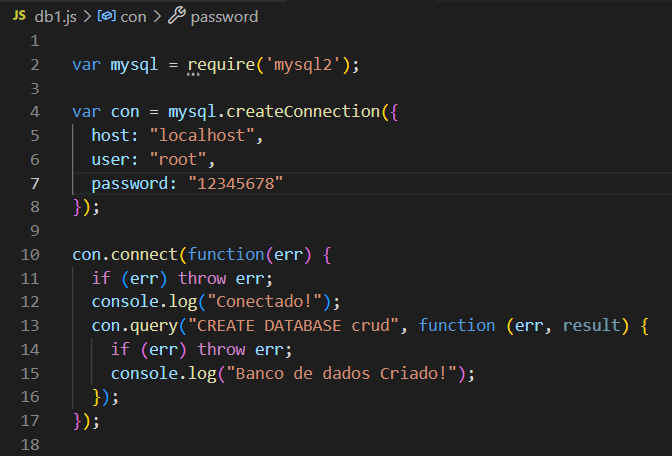 JS db1.js > con > password
1
2 var mysql = require('mysql2');
3
4 var con = mysql.createConnection({
5 host: "localhost",
6 user: "root",
7 password: "12345678"
8 });
9
10 con.connect(function(err) {
11 if (err) throw err;
12 console.log("Conectado!");
13 con.query("CREATE DATABASE crud", function (err, result) {
14 if (err) throw err;
15 console.log("Banco de dados Criado!");
16 });
17 });
18